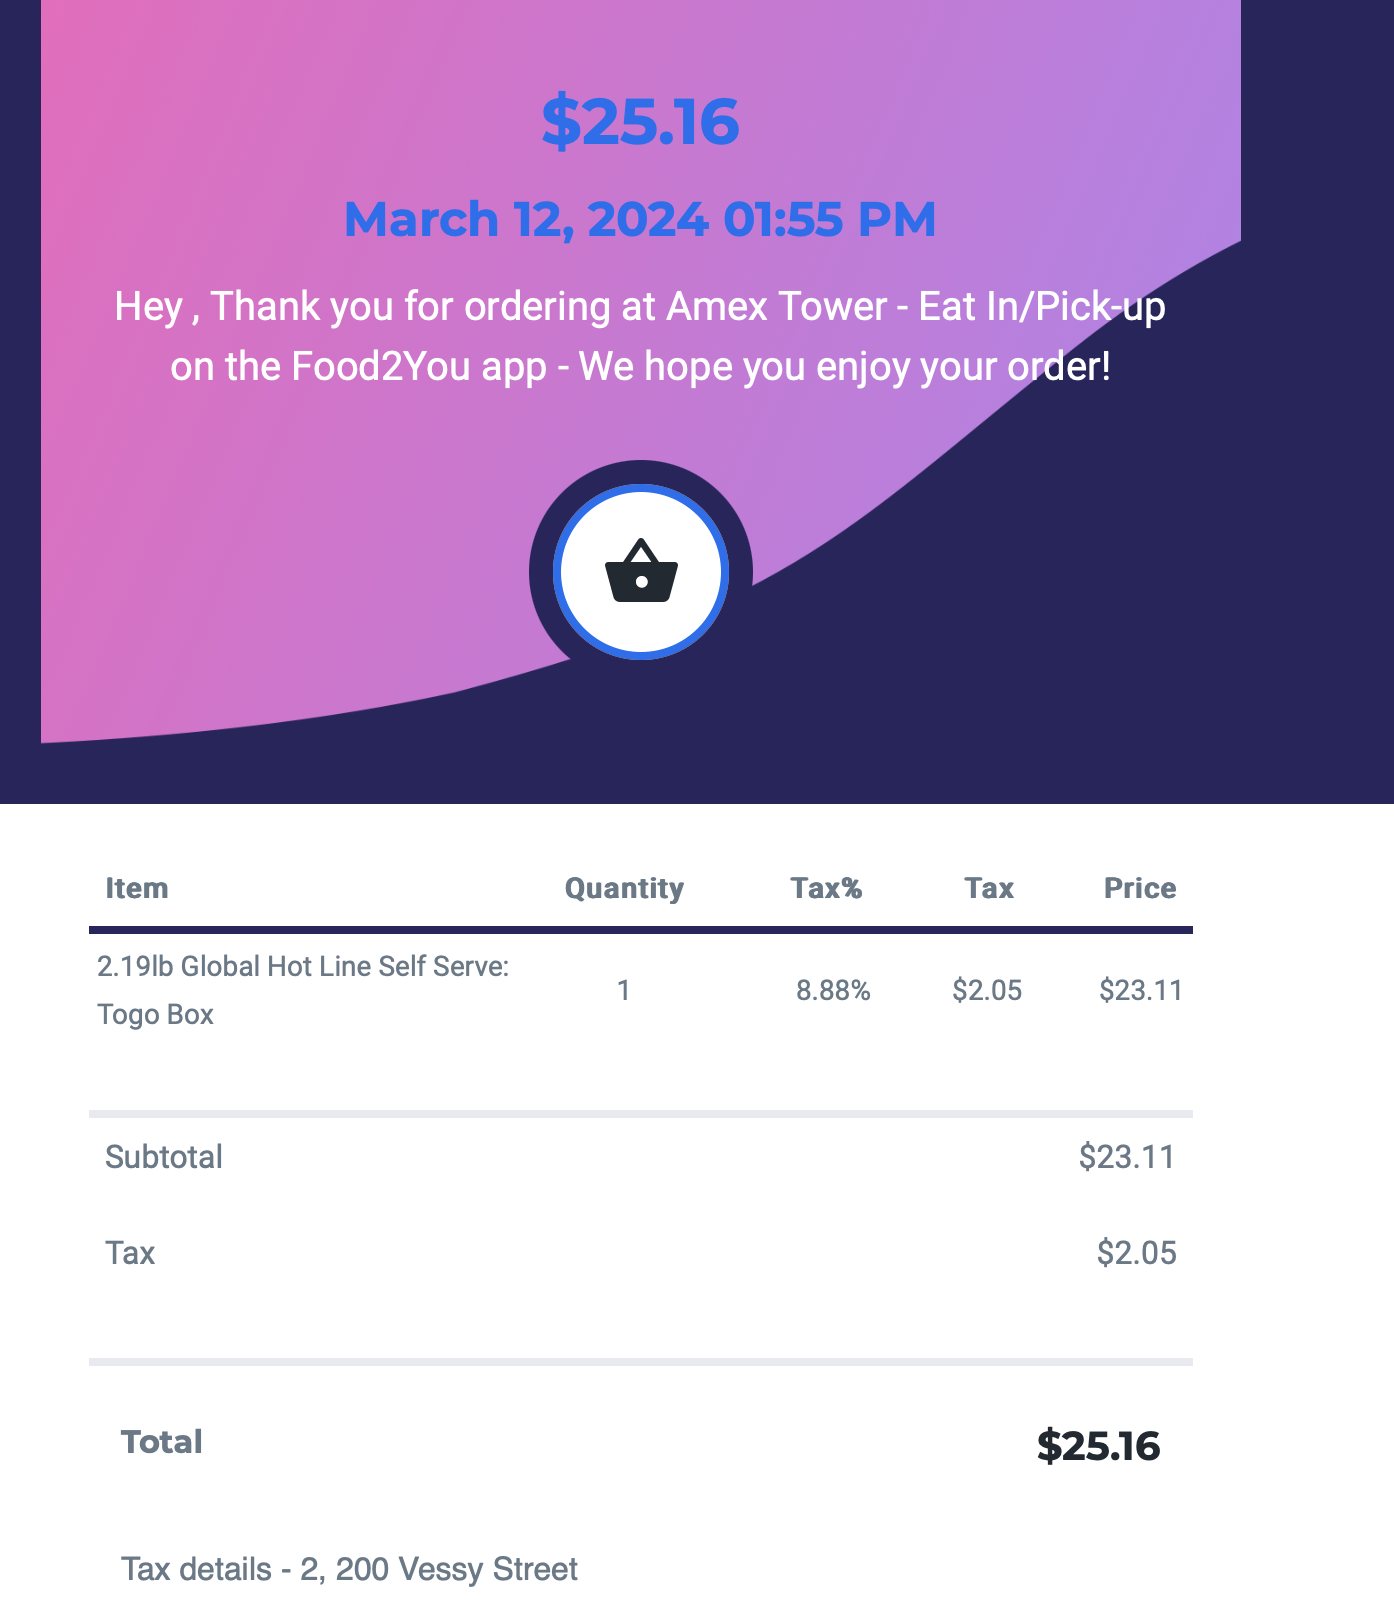 $25.16
March 12, 2024 01:55 PM
Hey , Thank you for ordering at Amex Tower - Eat In/Pick-up
on the Food2You app - We hope you enjoy your order!
Item Quantity Tax% Tax Price
2.19lb Global Hot Line Self Serve:
Togo Box
1 8.88% $2.05 $23.11
Subtotal $23.11
Tax $2.05
Total $25.16
Tax details - 2, 200 Vessy Street